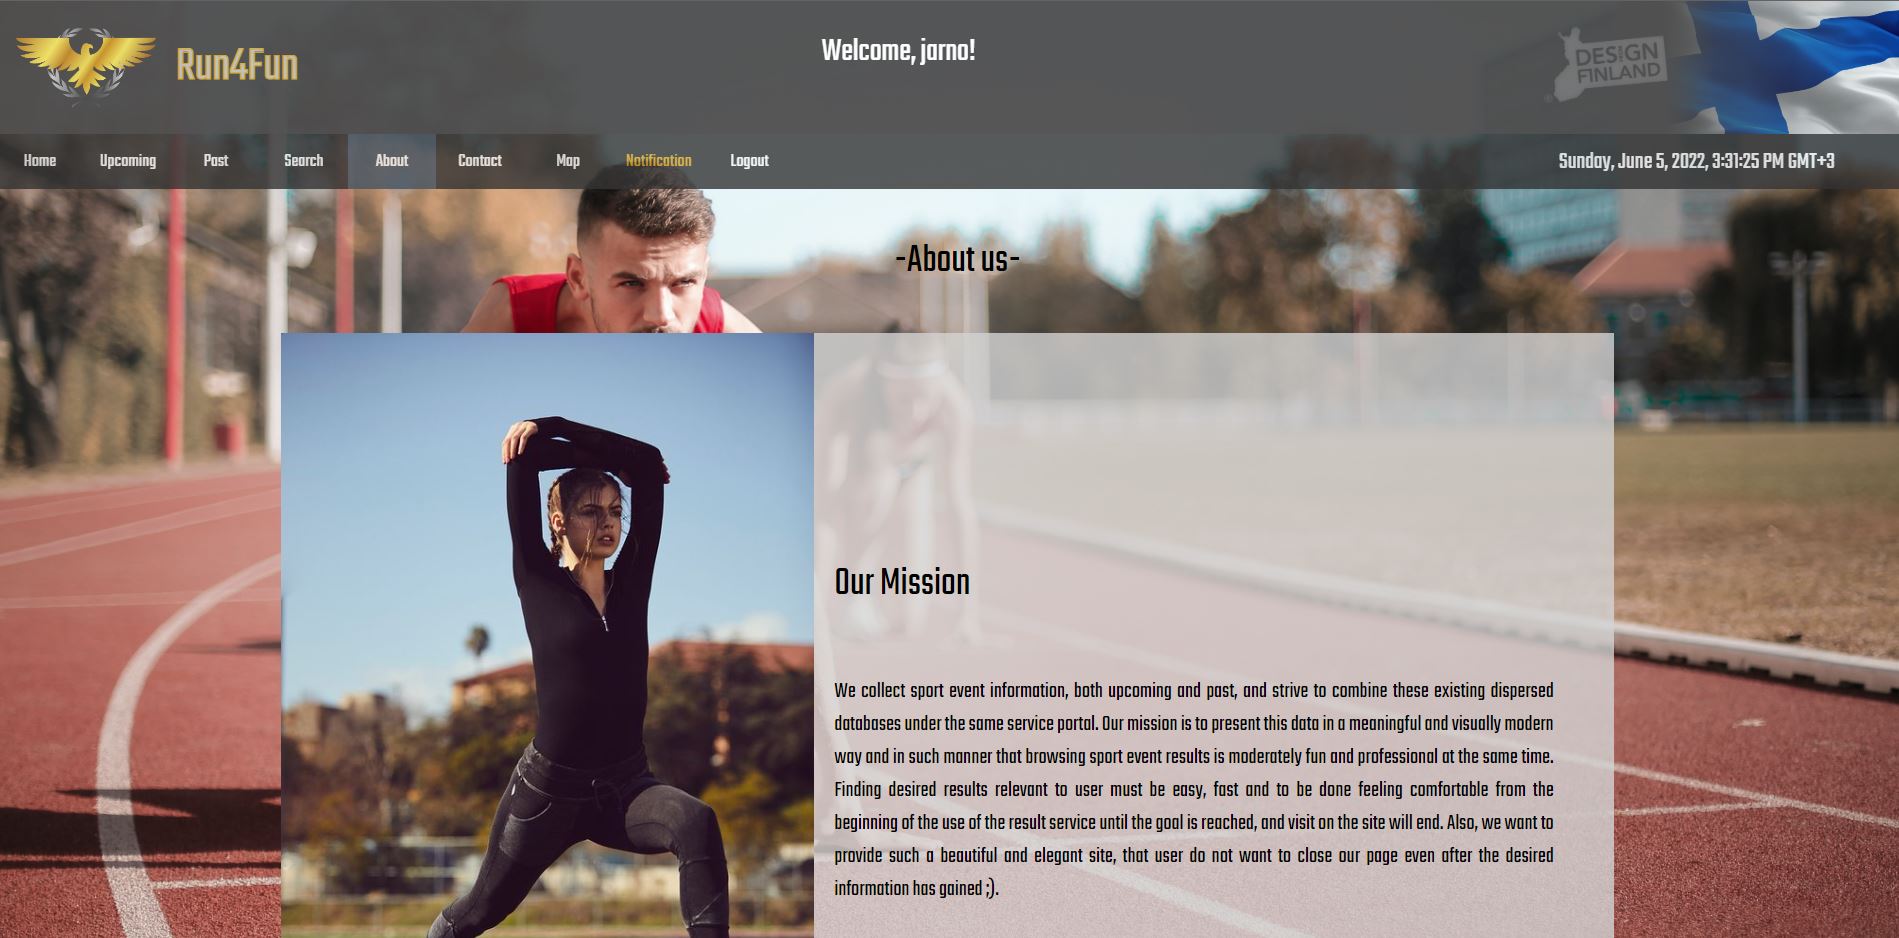 Run4Fun
Welcome, jarno!
DESIGN
FROM
FINLAND
Home Upcoming Past Search About Contact Map Notification Logout
Sunday, June 5, 2022, 3:31:25 PM GMT+3
-About us-
Our Mission
We collect sport event information, both upcoming and past, and strive to combine these existing dispersed
databases under the same service portal. Our mission is to present this data in a meaningful and visually modern
way and in such manner that browsing sport event results is moderately fun and professional at the same time.
Finding desired results relevant to user must be easy, fast and to be done feeling comfortable from the
beginning of the use of the result service until the goal is reached, and visit on the site will end. Also, we want to
provide such a beautiful and elegant site, that user do not want to close our page even after the desired
information has gained ;).